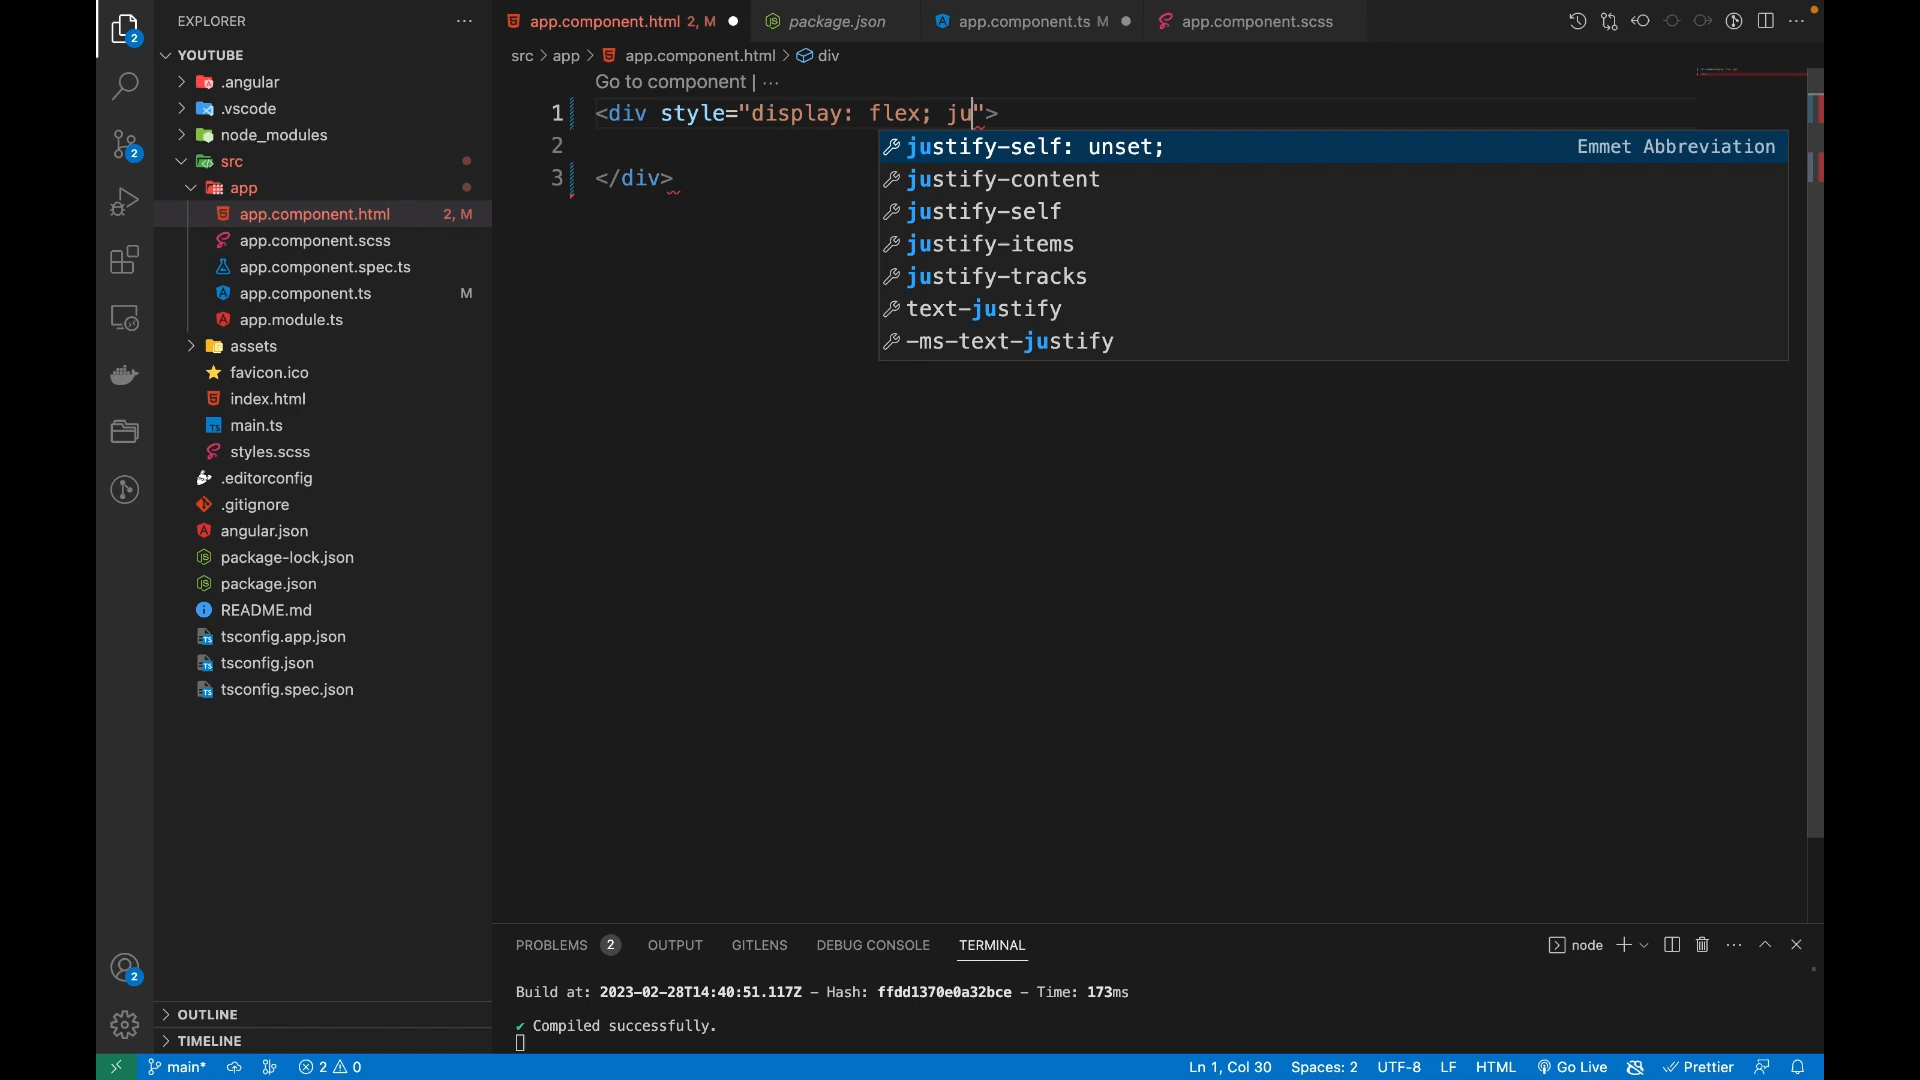 2
2
2
EXPLORER
YOUTUBE
.angular
.vscode
node_modules
src
app
app.component.html 2, M
app.component.scss
app.component.spec.ts
app.component.ts M
app.module.ts
assets
favicon.ico
index.html
main.ts
styles.scss
.editorconfig
.gitignore
angular.json
package-lock.json
package.json
README.md
tsconfig.app.json
tsconfig.json
tsconfig.spec.json
OUTLINE
TIMELINE
app.component.html 2, M
package.json
app.component.ts M
app.component.scss
src > app > app.component.html > div
Go to component | ...
1 <div style="display: flex; ju">
2
3 </div>
justify-self: unset; Emmet Abbreviation
justify-content
justify-self
justify-items
justify-tracks
text-justify
-ms-text-justify
PROBLEMS 2 OUTPUT GITLENS DEBUG CONSOLE TERMINAL
node
Build at: 2023-02-28T14:40:51.117Z - Hash: ffdd1370e0a32bce - Time: 173ms
✔ Compiled successfully.
main* 2 0 Ln 1, Col 30 Spaces: 2 UTF-8 LF HTML Go Live Prettier